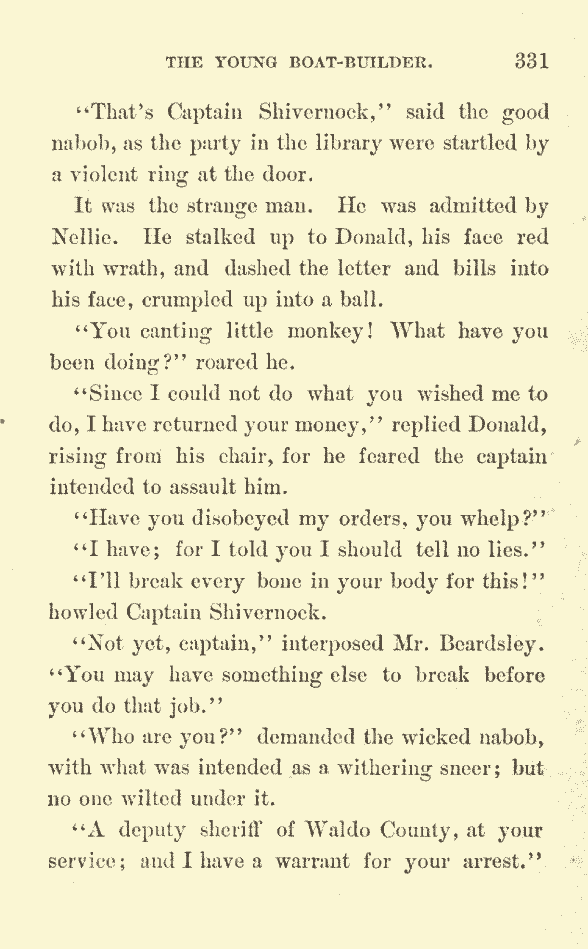 THE YOUNG BOAT-BUILDER. 331
"That's Captain Shivernock," said the good
nabob, as the party in the library were startled by
a violent ring at the door.
It was the strange man. He was admitted by
Nellie. He stalked up to Donald, his face red
with wrath, and dashed the letter and bills into
his face, crumpled up into a ball.
"You canting little monkey! What have you
been doing?" roared he.
"Since I could not do what you wished me to
do, I have returned your money," replied Donald,
rising from his chair, for he feared the captain
intended to assault him.
"Have you disobeyed my orders, you whelp?"
"I have; for I told you I should tell no lies."
"I'll break every bone in your body for this!"
howled Captain Shivernock.
"Not yet, captain," interposed Mr. Beardsley.
"You may have something else to break before
you do that job."
"Who are you?" demanded the wicked nabob,
with what was intended as a withering sneer; but
no one wilted under it.
"A deputy sheriff of Waldo County, at your
service; and I have a warrant for your arrest."